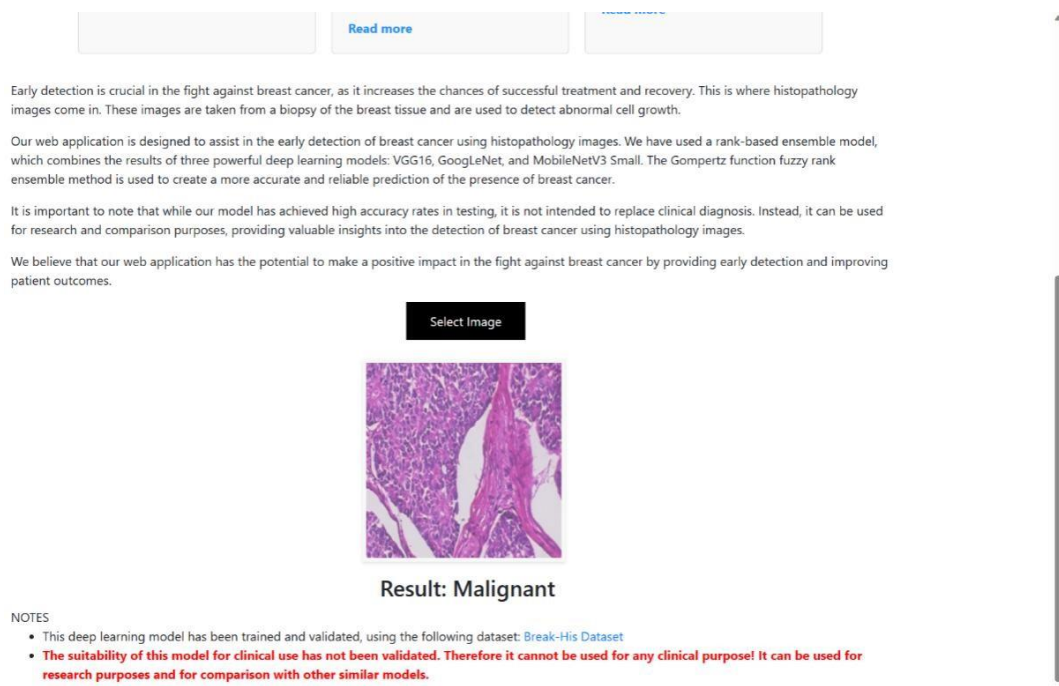 Read more
Early detection is crucial in the fight against breast cancer, as it increases the chances of successful treatment and recovery. This is where histopathology
images come in. These images are taken from a biopsy of the breast tissue and are used to detect abnormal cell growth.
Our web application is designed to assist in the early detection of breast cancer using histopathology images. We have used a rank-based ensemble model,
which combines the results of three powerful deep learning models: VGG16, GoogLeNet, and MobileNetV3 Small. The Gompertz function fuzzy rank
ensemble method is used to create a more accurate and reliable prediction of the presence of breast cancer.
It is important to note that while our model has achieved high accuracy rates in testing, it is not intended to replace clinical diagnosis. Instead, it can be used
for research and comparison purposes, providing valuable insights into the detection of breast cancer using histopathology images.
We believe that our web application has the potential to make a positive impact in the fight against breast cancer by providing early detection and improving
patient outcomes.
Select Image
Result: Malignant
NOTES
• This deep learning model has been trained and validated, using the following dataset: Break-His Dataset
• The suitability of this model for clinical use has not been validated. Therefore it cannot be used for any clinical purpose! It can be used for
research purposes and for comparison with other similar models.